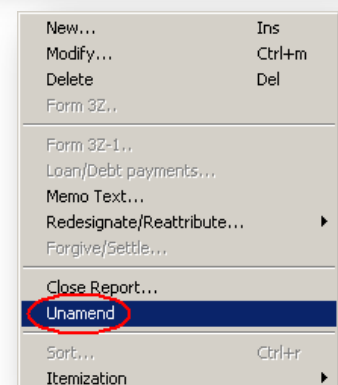 New... Ins
Modify... Ctrl+m
Delete Del
Form 3Z..
Form 3Z-1..
Loan/Debt payments...
Memo Text...
Redesignate/Reattribute...
Forgive/Settle...
Close Report...
Unamend
Sort... Ctrl+r
Itemization